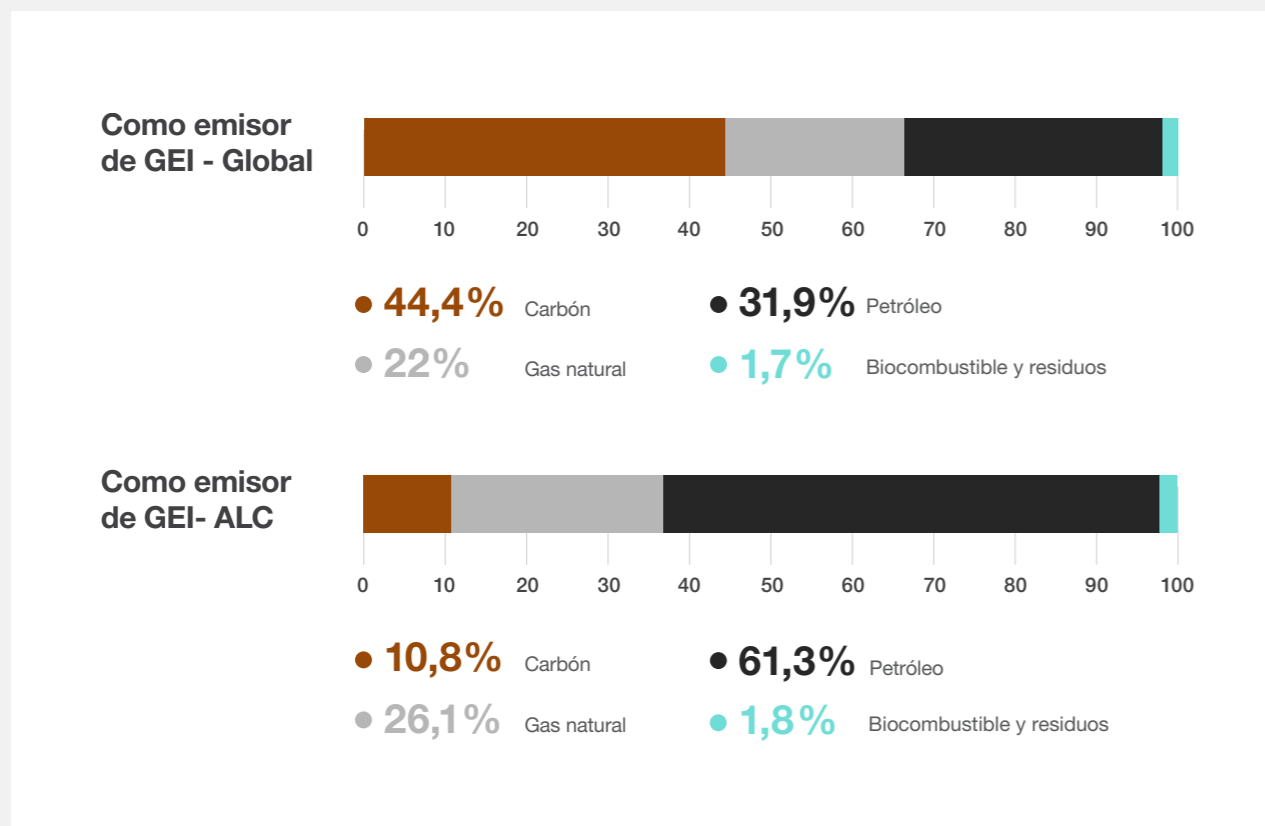 Como emisor
de GEI - Global
0 10 20 30 40 50 60 70 80 90 100
44,4% Carbón
31,9% Petróleo
22% Gas natural
1,7% Biocombustible y residuos
Como emisor
de GEI- ALC
0 10 20 30 40 50 60 70 80 90 100
10,8% Carbón
61,3% Petróleo
26,1% Gas natural
1,8% Biocombustible y residuos